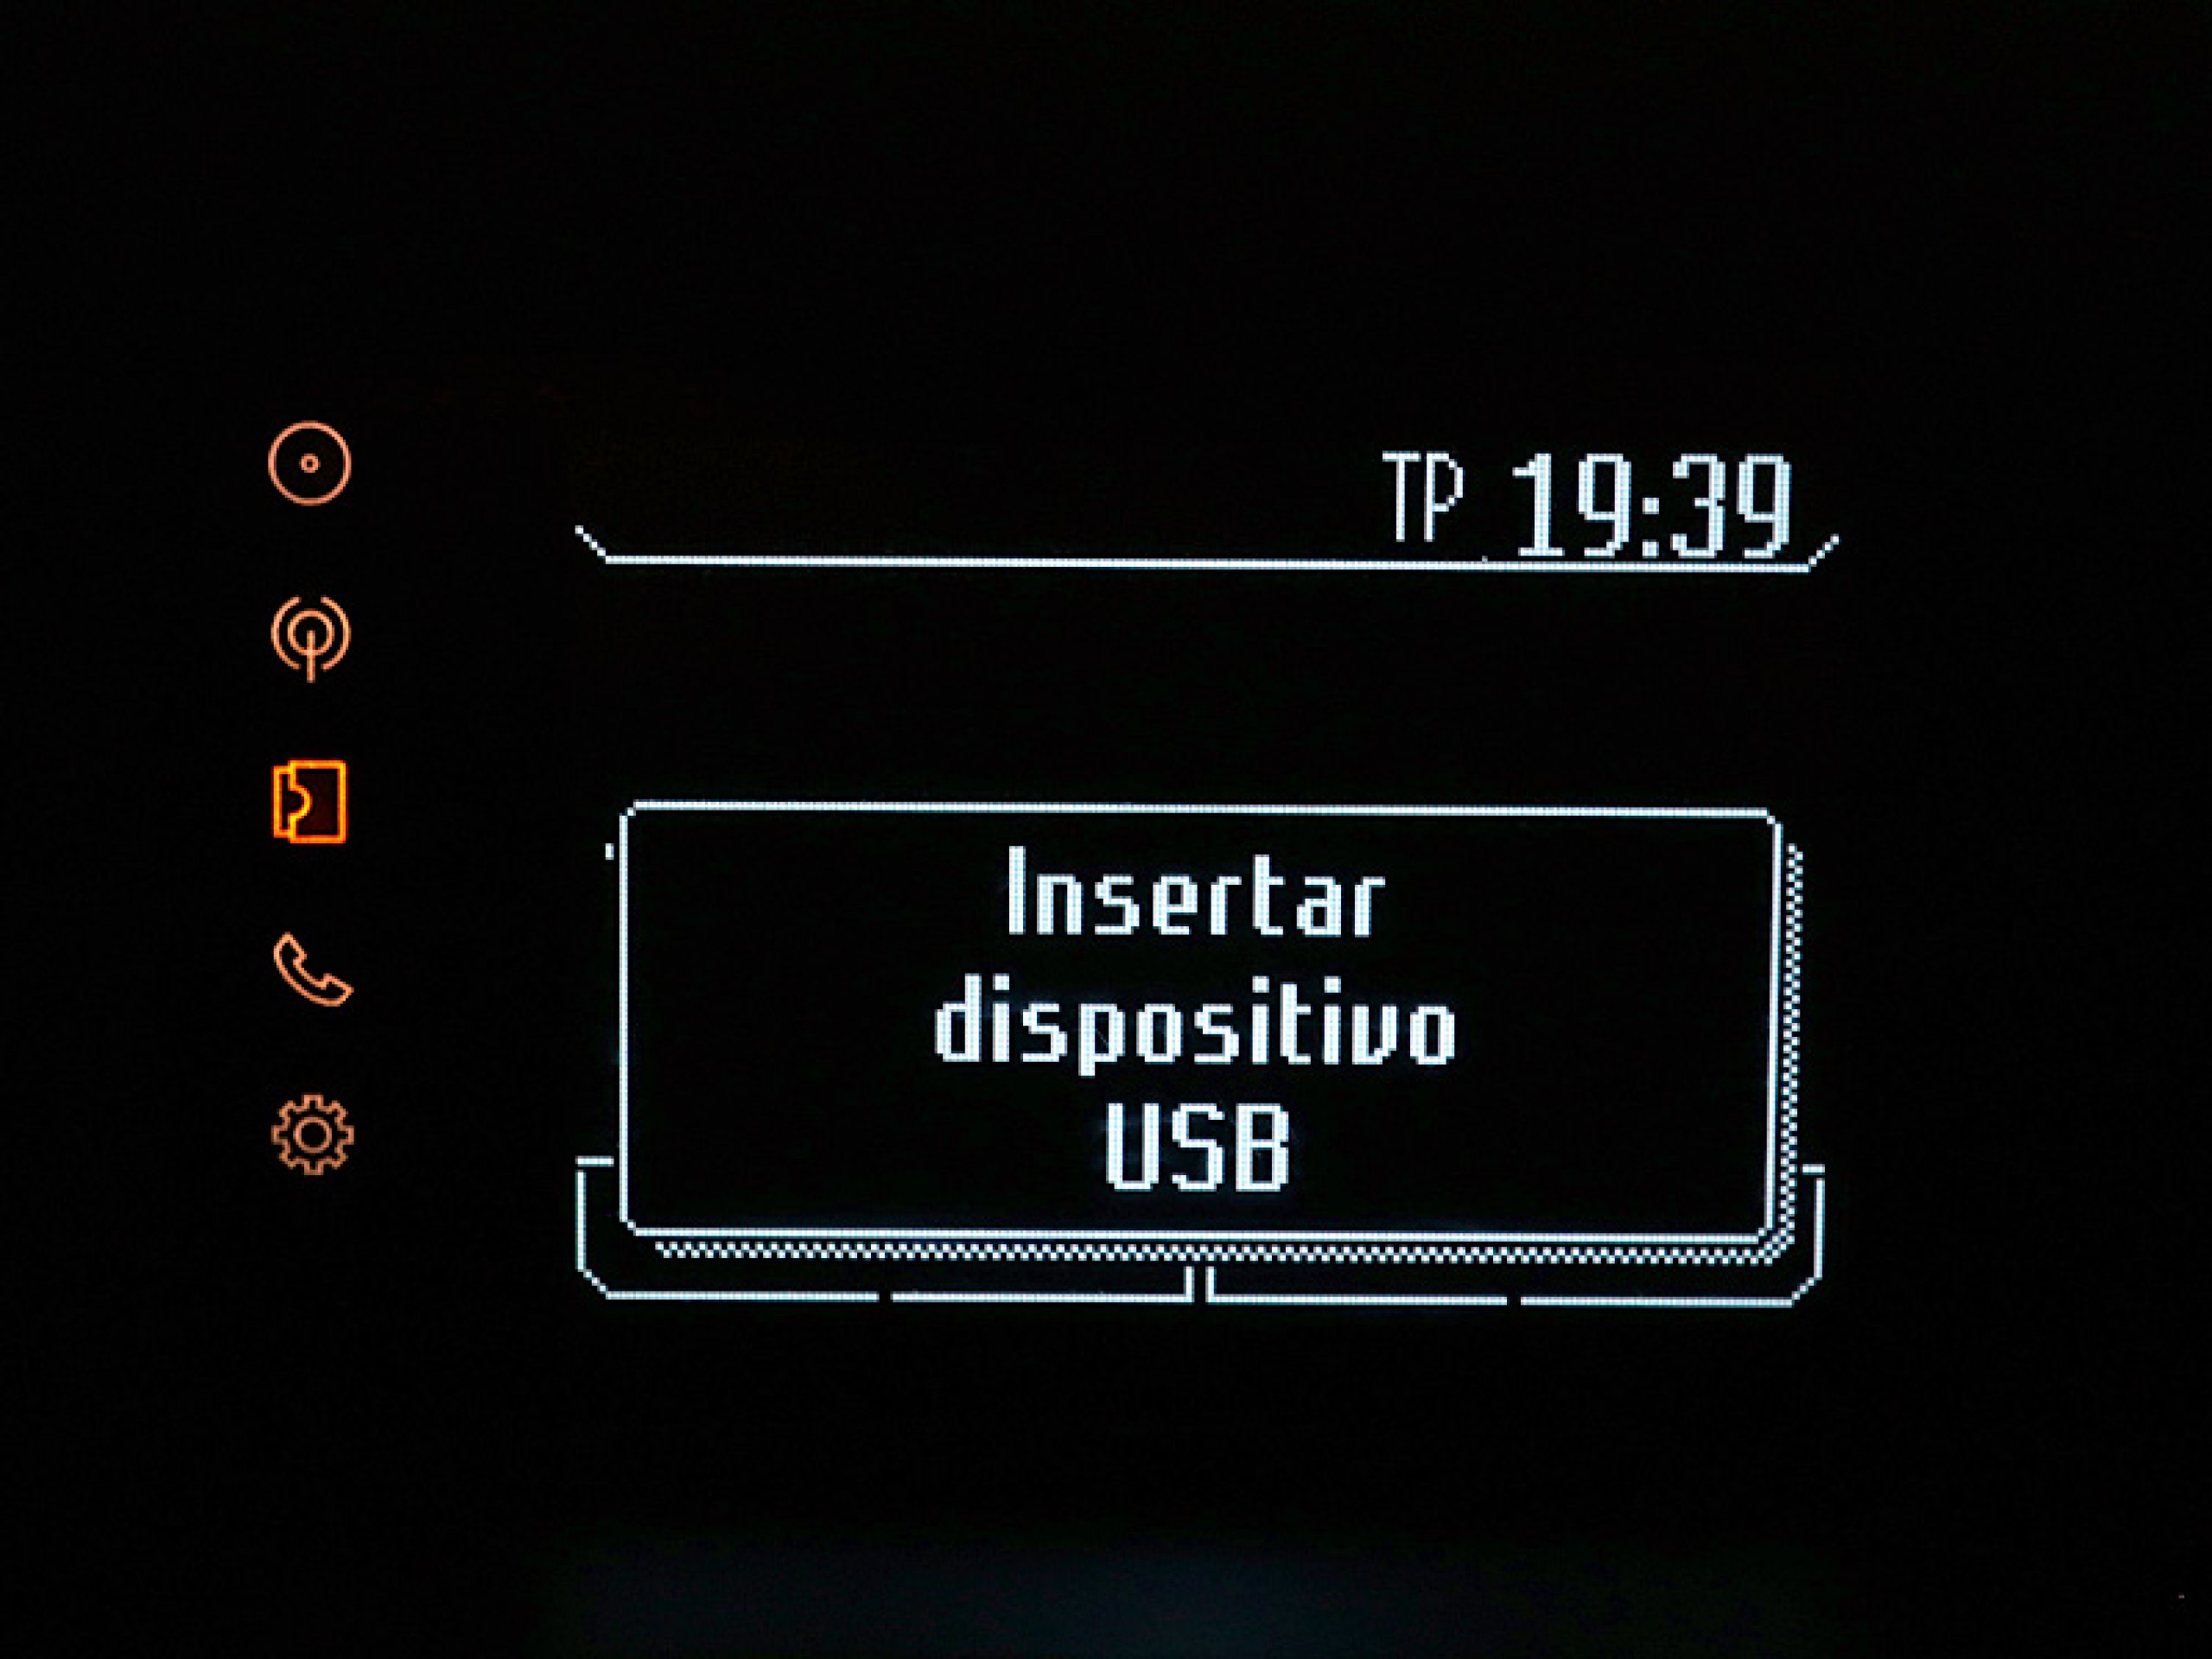 TP 19:39
Insertar
dispositivo
USB